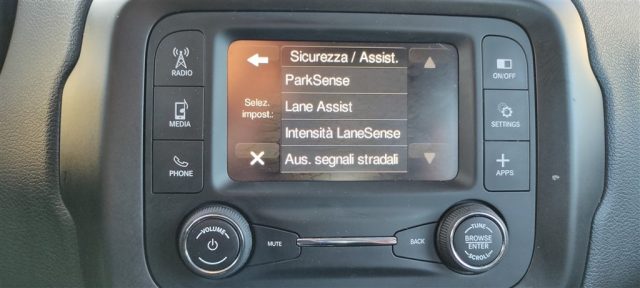 Sicurezza / Assist.
ParkSense
Selez.
impost.:
Lane Assist
Intensità LaneSense
Aus. segnali stradali
RADIO
MEDIA
PHONE
ON/OFF
SETTINGS
APPS
VOLUME
MUTE
BACK
TUNE
BROWSE
ENTER
SCROLL